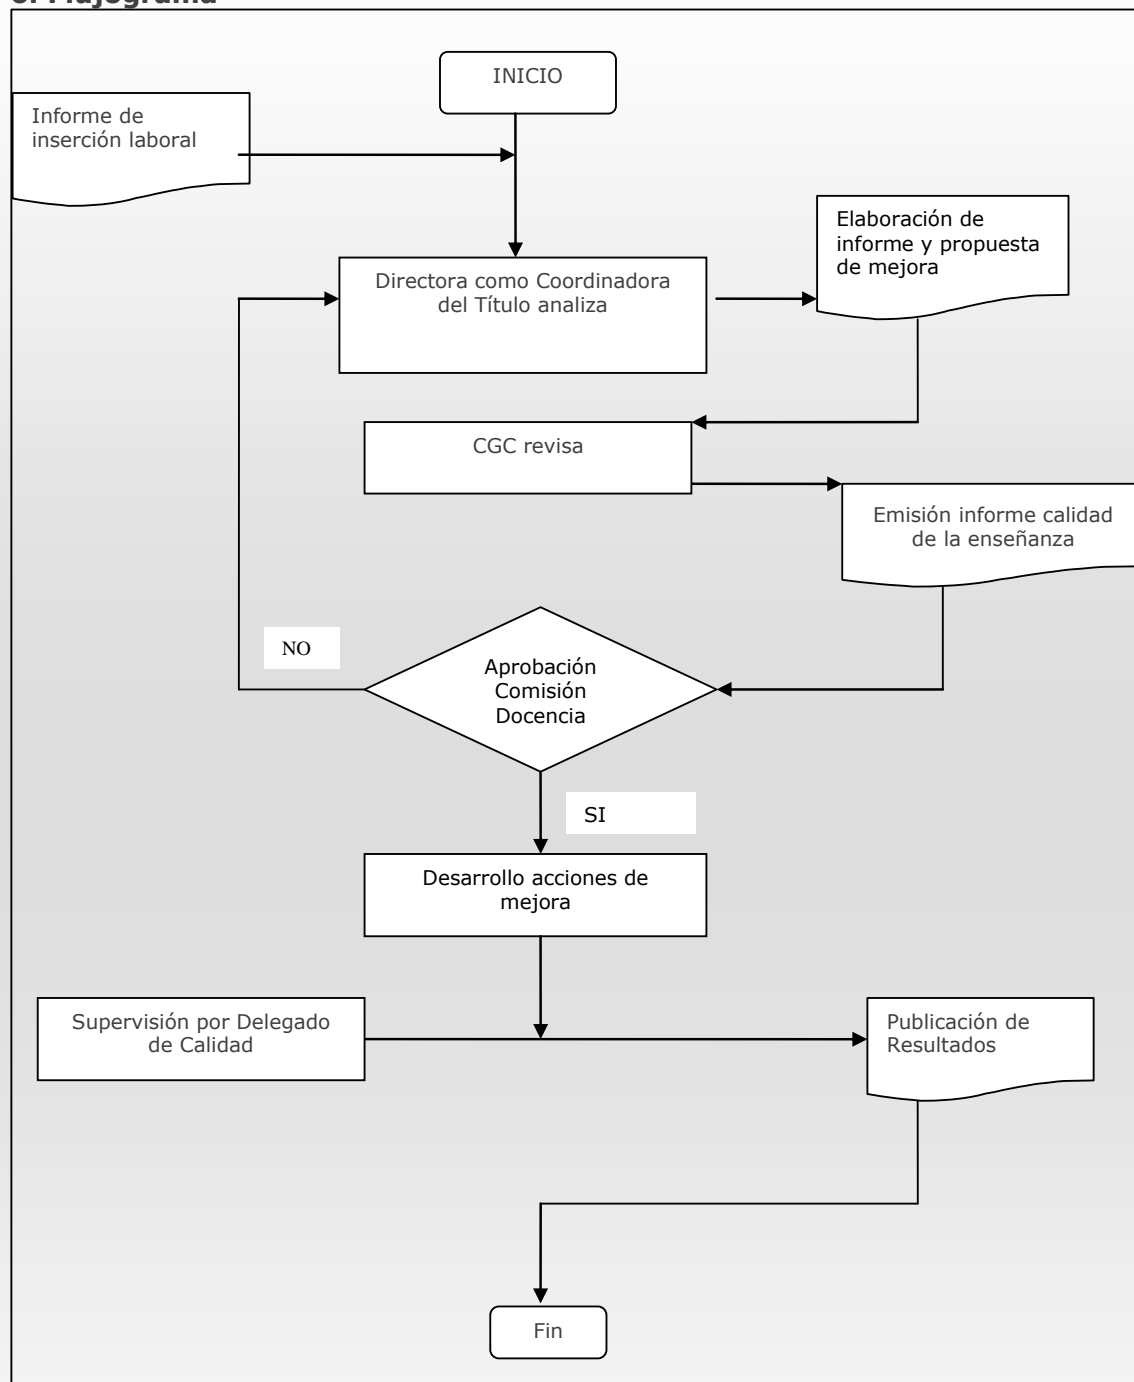 INICIO
Informe de
inserción laboral
Elaboración de
informe y propuesta
de mejora
Directora como Coordinadora
del Título analiza
CGC revisa
Emisión informe calidad
de la enseñanza
NO
Aprobación
Comisión
Docencia
SI
Desarrollo acciones de
mejora
Supervisión por Delegado
de Calidad
Publicación de
Resultados
Fin